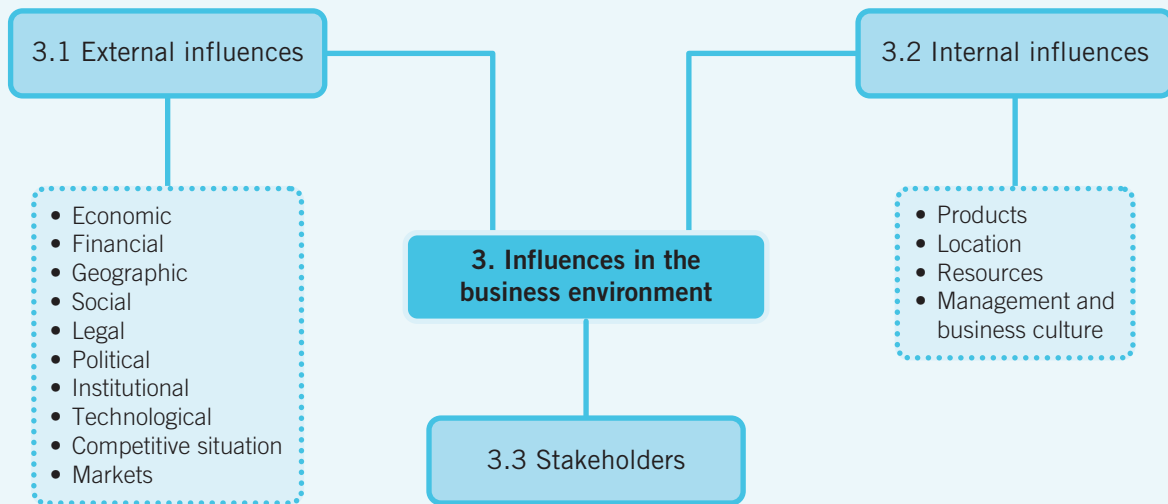 3.1 External influences
3.2 Internal influences
• Economic
• Financial
• Geographic
• Social
• Legal
• Political
• Institutional
• Technological
• Competitive situation
• Markets
3. Influences in the
business environment
• Products
• Location
• Resources
• Management and
business culture
3.3 Stakeholders